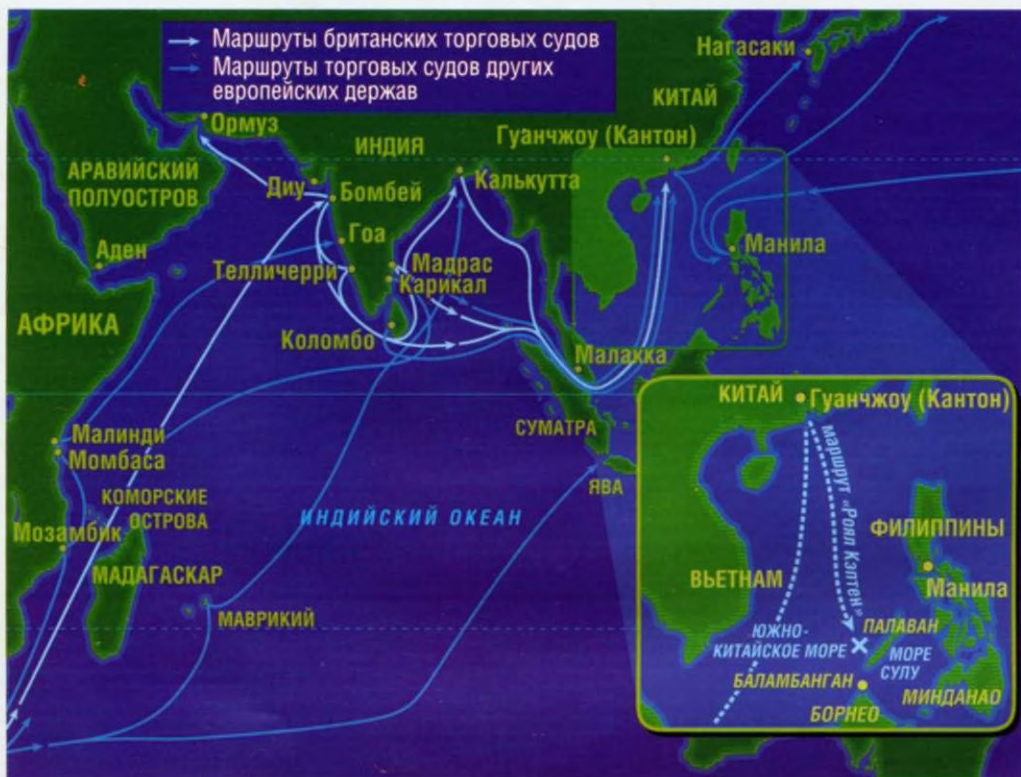 Маршруты британских торговых судов
Маршруты торговых судов других
европейских держав
Нагасаки
КИТАЙ
Ормуз
ИНДИЯ
Гуанчжоу (Кантон)
АРАВИЙСКИЙ
ПОЛУОСТРОВ
Диу
Бомбей
Калькутта
Гоа
Аден
Манила
Телличерри
Мадрас
Карикал
АФРИКА
Коломбо
Малакка
КИТАЙ
Гуанчжоу (Кантон)
СУМАТРА
Малинди
Момбаса
маршрут «Роял Кэптен»
ЯВА
КОМОРСКИЕ
ОСТРОВА
ИНДИЙСКИЙ ОКЕАН
Мозамбик
ФИЛИППИНЫ
МАДАГАСКАР
ВЬЕТНАМ
Манила
МАВРИКИЙ
ПАЛАВАН
ЮЖНО-
КИТАЙСКОЕ МОРЕ
МОРЕ
СУЛУ
БАЛАМБАНГАН
МИНДАНАО
БОРНЕО